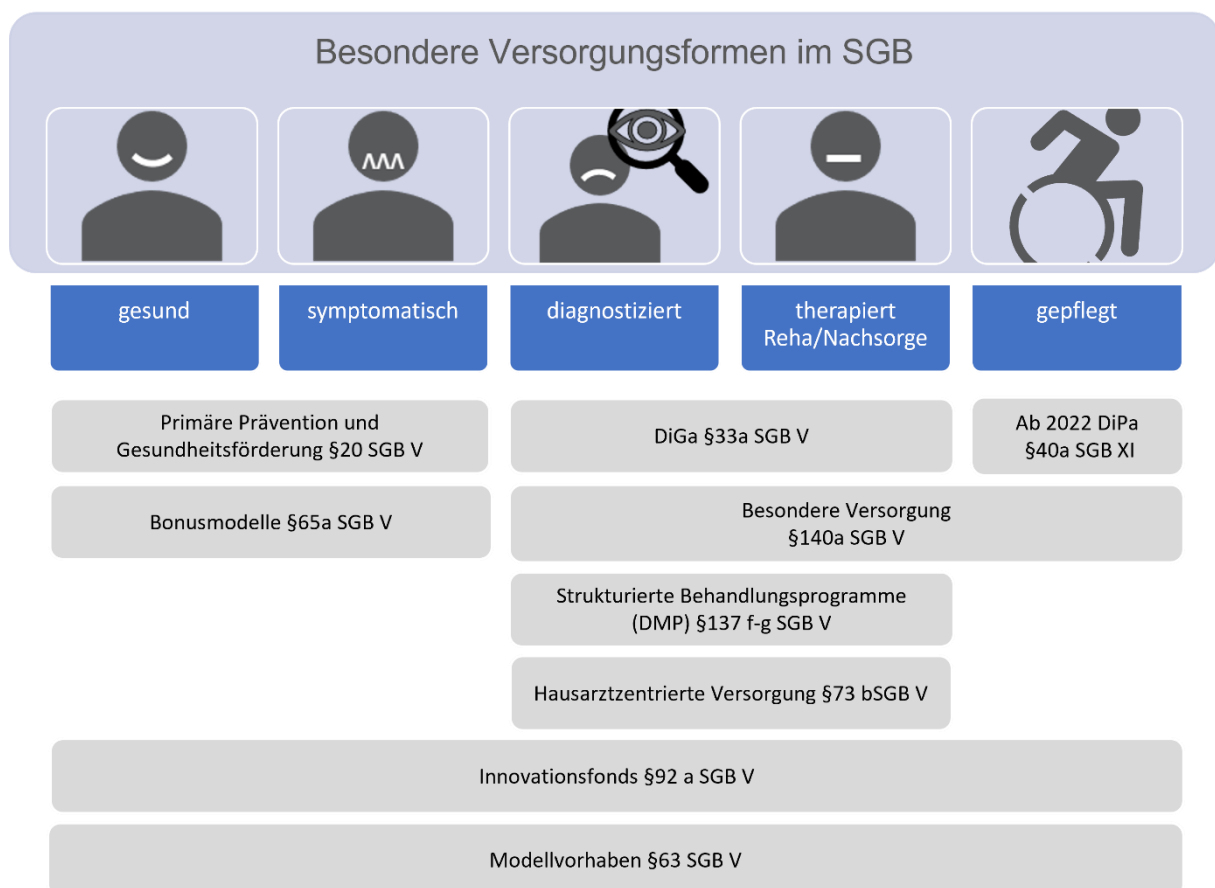 Besondere Versorgungsformen im SGB
gesund
symptomatisch
diagnostiziert
therapiert
Reha/Nachsorge
gepflegt
Primäre Prävention und
Gesundheitsförderung §20 SGB V
DiGa §33a SGB V
Ab 2022 DiPa
§40a SGB XI
Bonusmodelle §65a SGB V
Besondere Versorgung
§140a SGB V
Strukturierte Behandlungsprogramme
(DMP) §137 f-g SGB V
Hausarztzentrierte Versorgung §73 bSGB V
Innovationsfonds §92 a SGB V
Modellvorhaben §63 SGB V